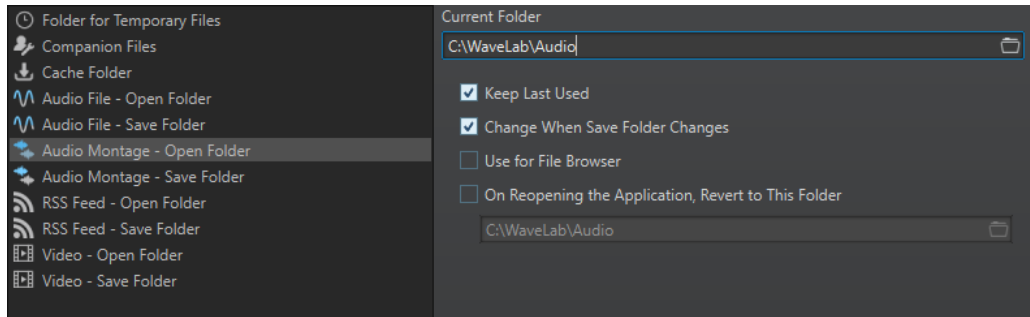 Folder for Temporary Files
Companion Files
Cache Folder
Audio File - Open Folder
Audio File - Save Folder
Audio Montage - Open Folder
Audio Montage - Save Folder
RSS Feed - Open Folder
RSS Feed - Save Folder
Video - Open Folder
Video - Save Folder
Current Folder
C:\WaveLab\Audio
Keep Last Used
Change When Save Folder Changes
Use for File Browser
On Reopening the Application, Revert to This Folder
C:\WaveLab\Audio